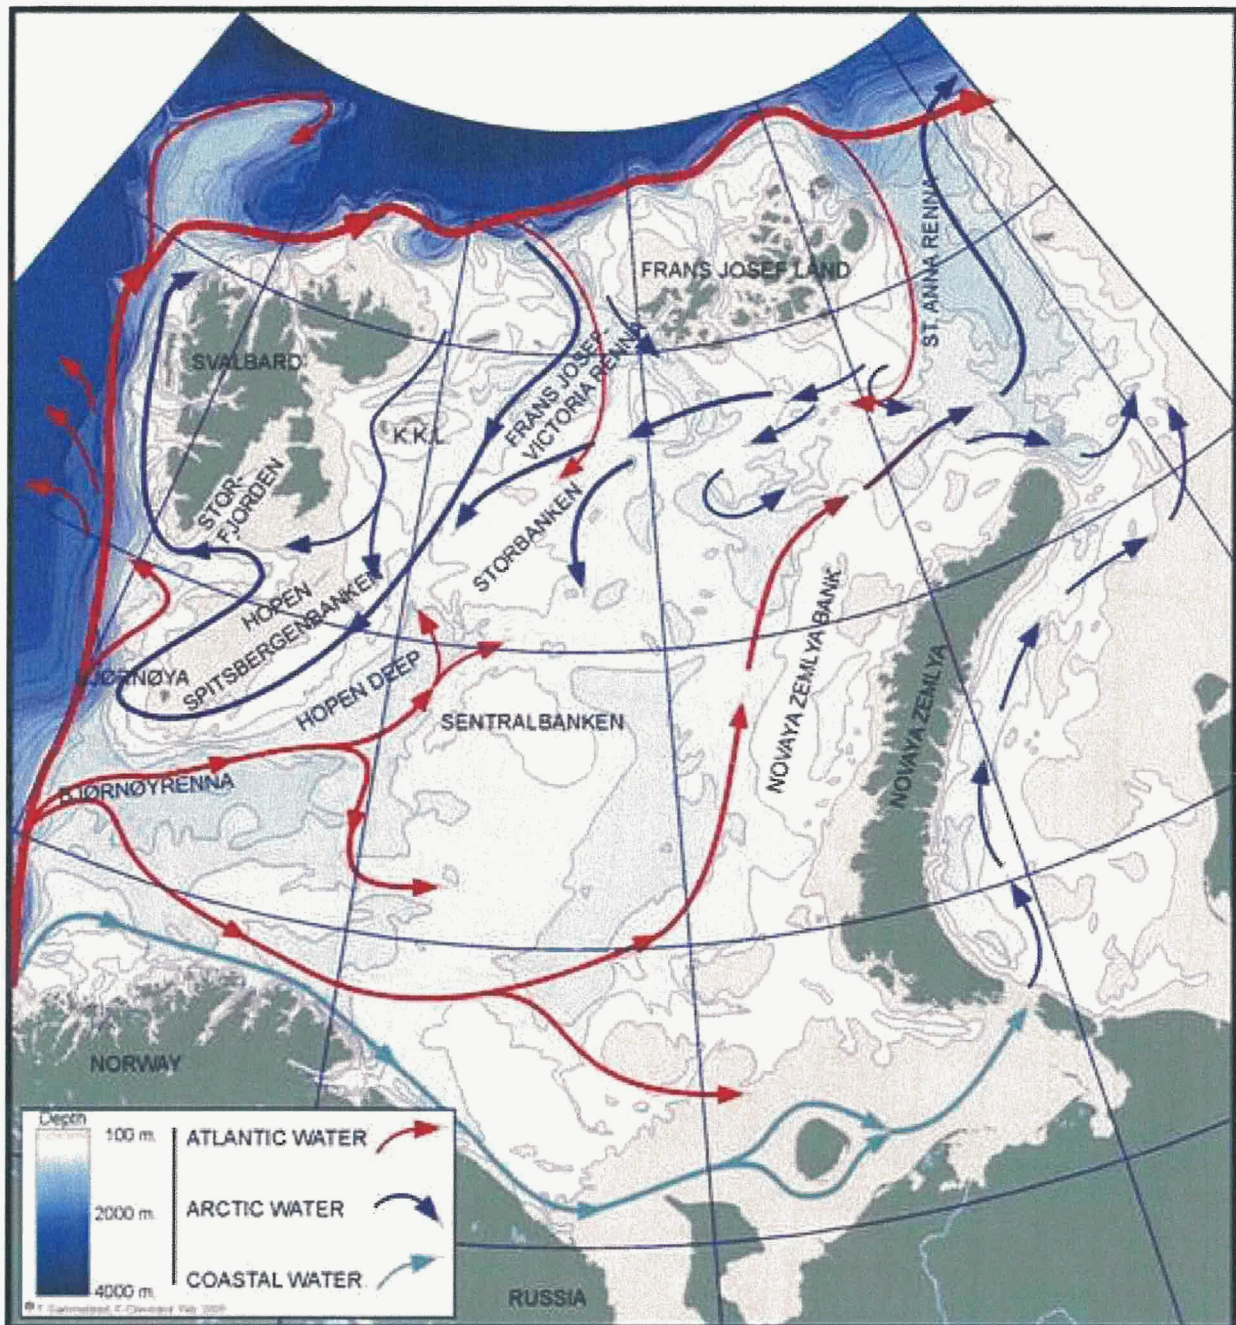 FRANS JOSEF LAND
ST. ANNA RENNA
SVALBARD
FRANS JOSEF-
VICTORIA RENNA
K.K.L
STOR-
FJORDEN
STORBANKEN
HOPEN
SPITSBERGENBANKEN
HOPEN DEEP
BJØRNØYA
SENTRALBANKEN
NOVAYA ZEMLYA BANK
NOVAYA ZEMLYA
BJØRNØYRENNA
NORWAY
Depth
100 m.
2000 m.
4000 m.
ATLANTIC WATER
ARCTIC WATER
COASTAL WATER
RUSSIA